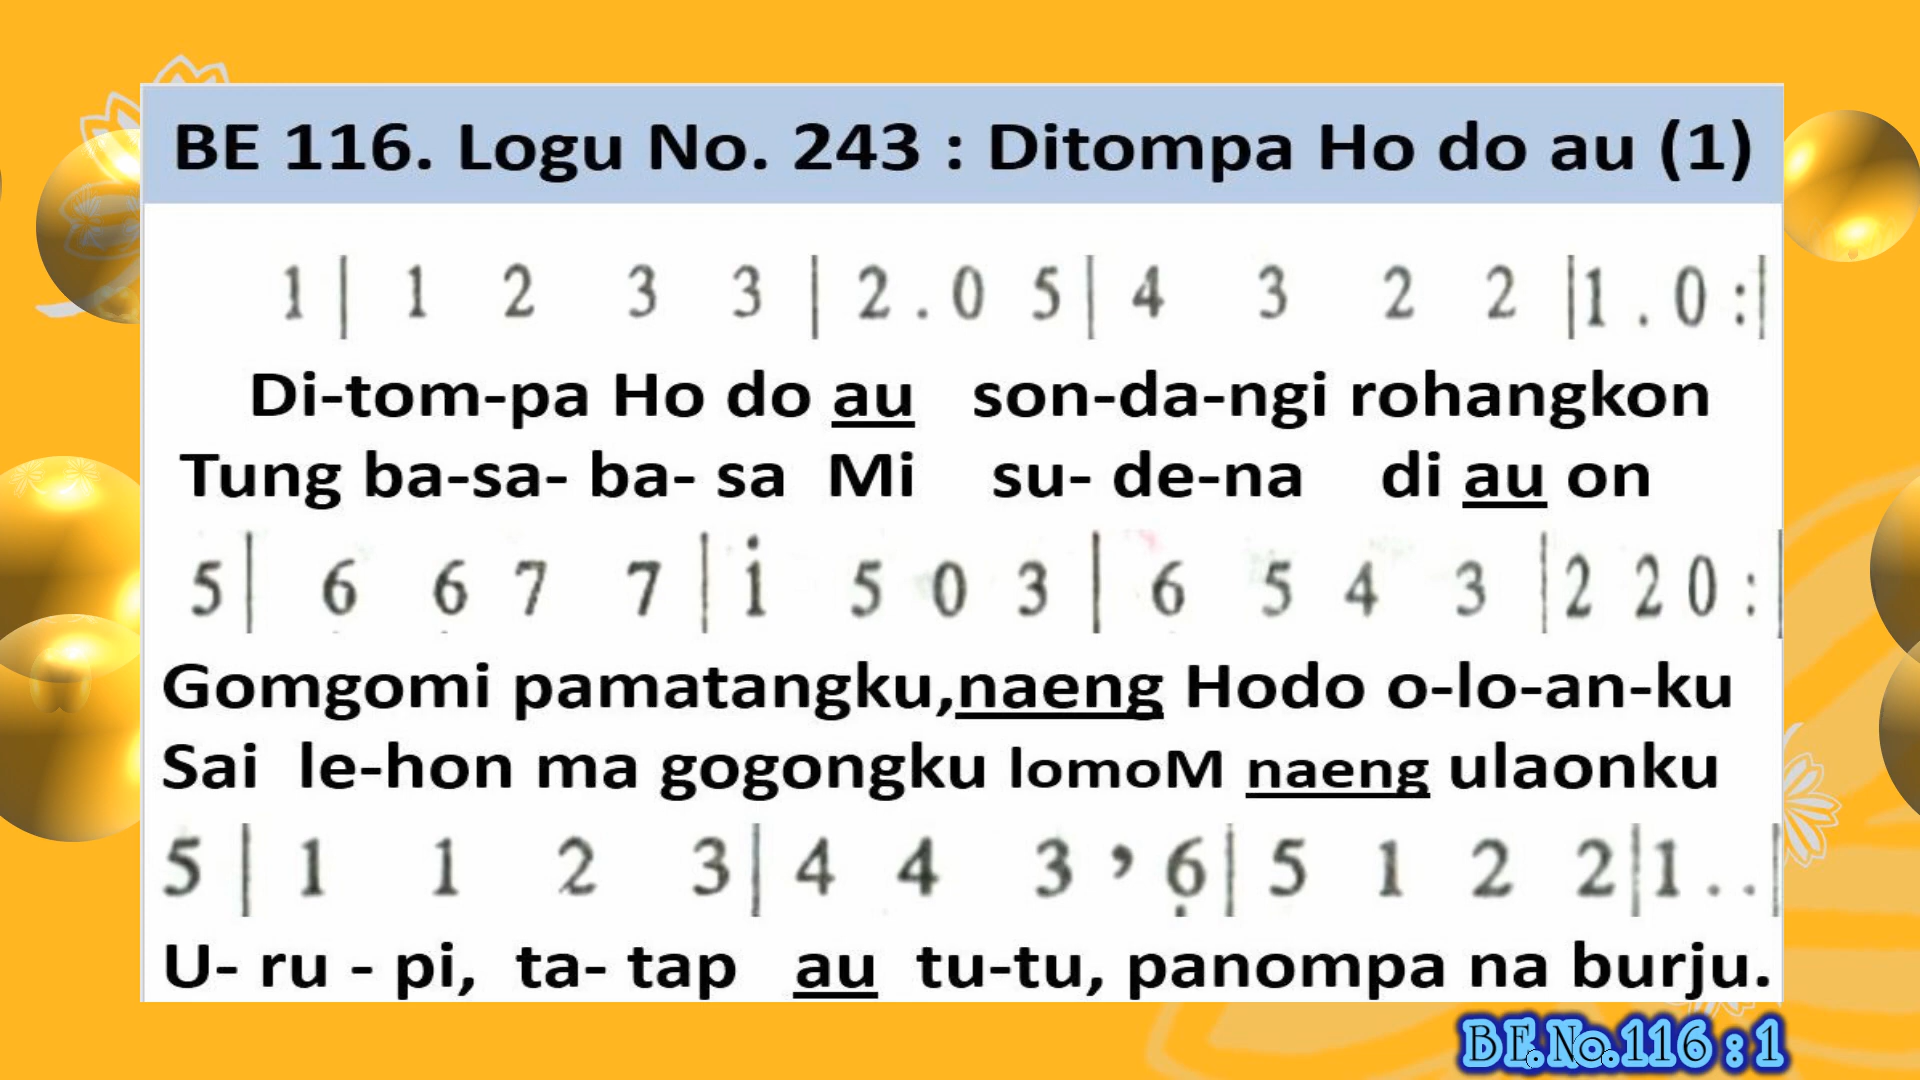 BE 116. Logu No. 243 : Ditompa Ho do au (1)
1 | 1 2 3 3 | 2 . 0 5 | 4 3 2 2 | 1 . 0 :|
Di-tom-pa Ho do au son-da-ngi rohangkon
Tung ba-sa- ba- sa Mi su- de-na di au on
5 | 6 6 7 7 | i 5 0 3 | 6 5 4 3 | 2 2 0 :|
Gomgomi pamatangku,naeng Hodo o-lo-an-ku
Sai le-hon ma gogongku lomoM naeng ulaonku
5 | 1 1 2 3 | 4 4 3 , 6̣ | 5 1 2 2 | 1 . . |
U- ru - pi, ta- tap au tu-tu, panompa na burju.
BE.No.116 : 1